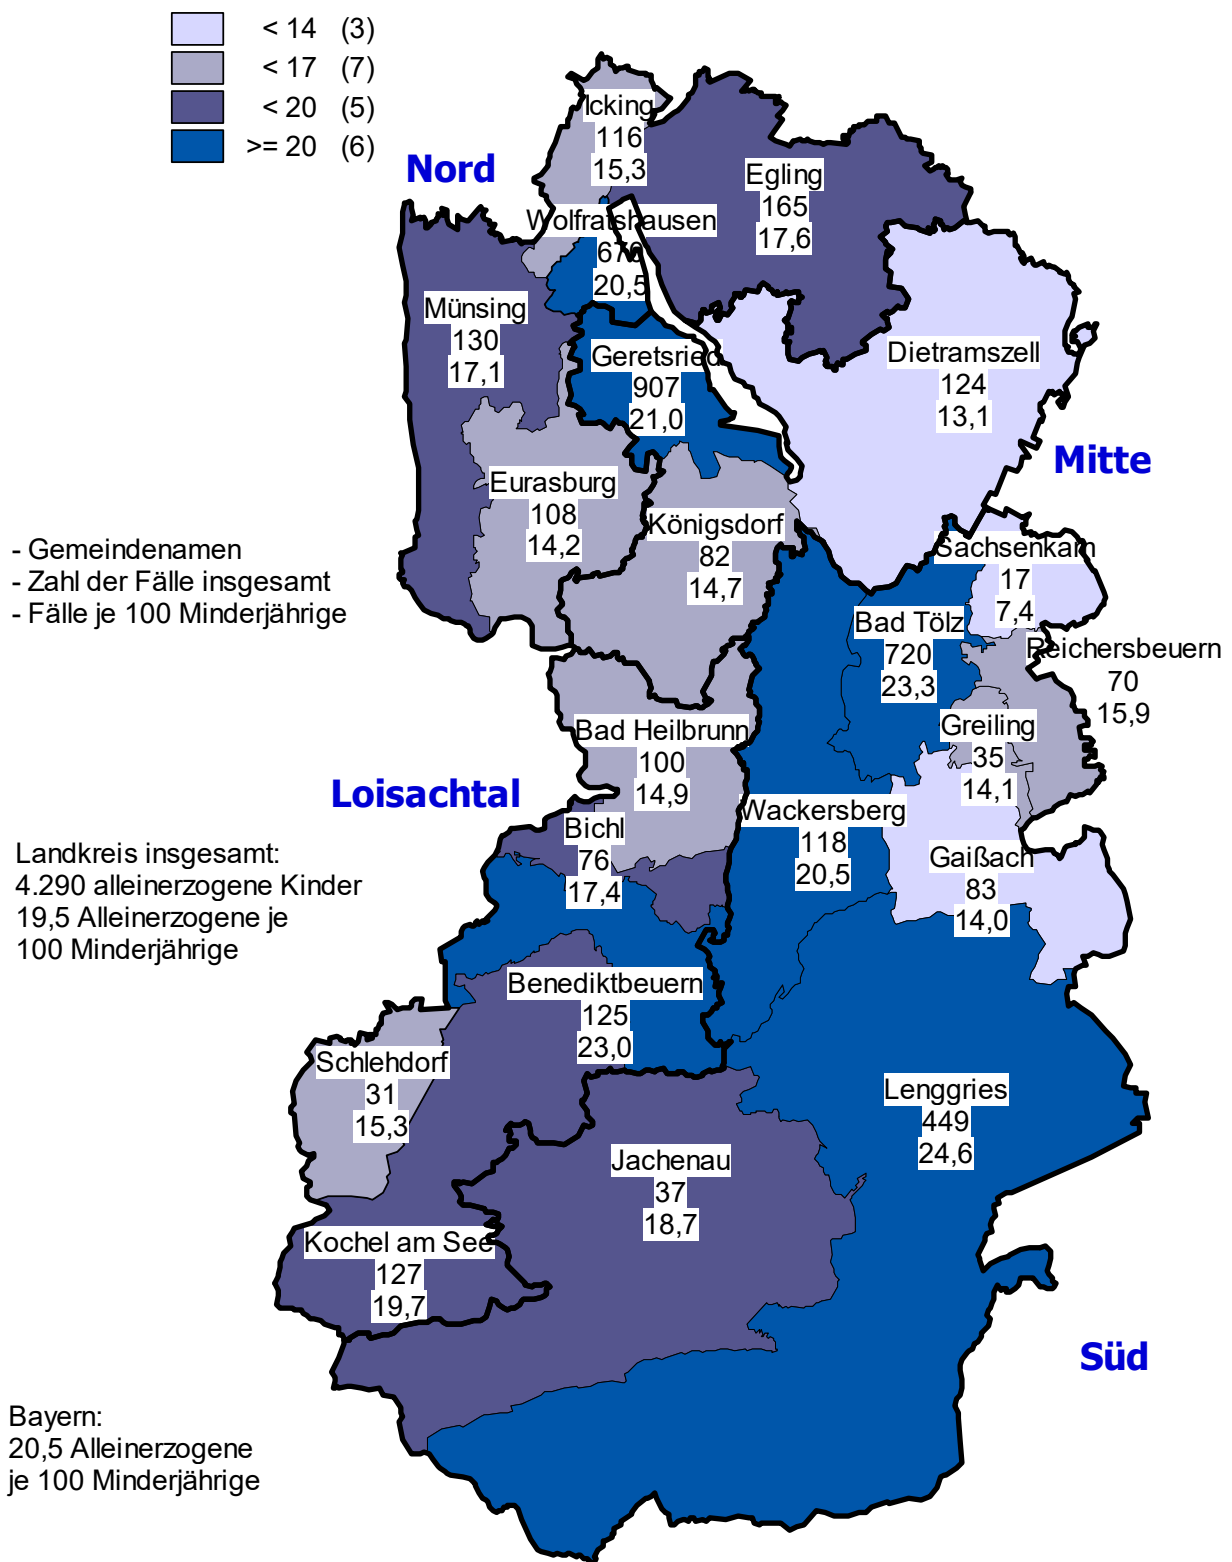 < 14 (3)
< 17 (7)
< 20 (5)
>= 20 (6)
Nord
Icking
116
15,3
Egling
165
17,6
Wolfratshausen
670
20,5
Münsing
130
17,1
Geretsried
907
21,0
Dietramszell
124
13,1
Mitte
Eurasburg
108
14,2
Königsdorf
82
14,7
- Gemeindenamen
- Zahl der Fälle insgesamt
- Fälle je 100 Minderjährige
Sachsenkam
17
7,4
Bad Tölz
720
23,3
Reichersbeuern
70
15,9
Greiling
35
14,1
Bad Heilbrunn
100
14,9
Loisachtal
Wackersberg
118
20,5
Bichl
76
17,4
Gaißach
83
14,0
Landkreis insgesamt:
4.290 alleinerzogene Kinder
19,5 Alleinerzogene je
100 Minderjährige
Benediktbeuern
125
23,0
Schlehdorf
31
15,3
Lenggries
449
24,6
Jachenau
37
18,7
Kochel am See
127
19,7
Süd
Bayern:
20,5 Alleinerzogene
je 100 Minderjährige